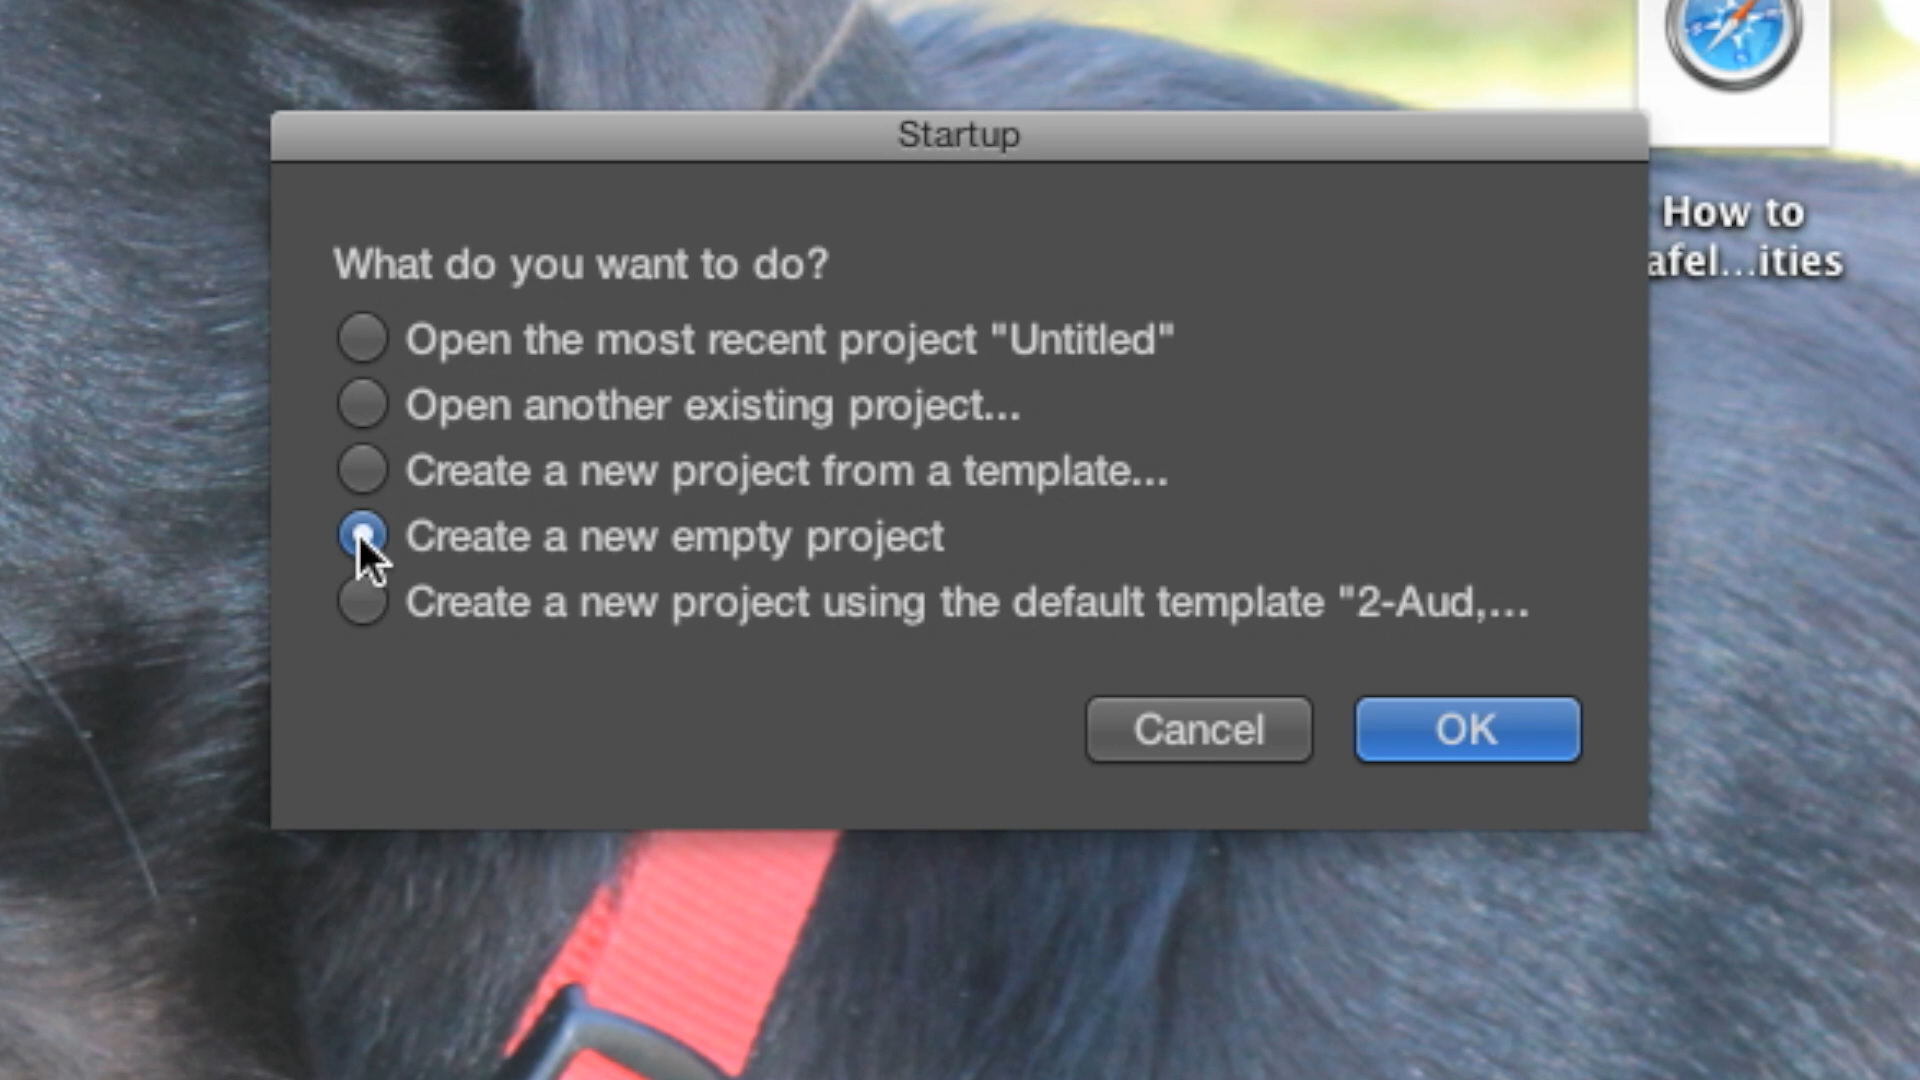 Startup
How to
afel...ities
What do you want to do?
Open the most recent project "Untitled"
Open another existing project...
Create a new project from a template...
Create a new empty project
Create a new project using the default template "2-Aud,...
Cancel
OK